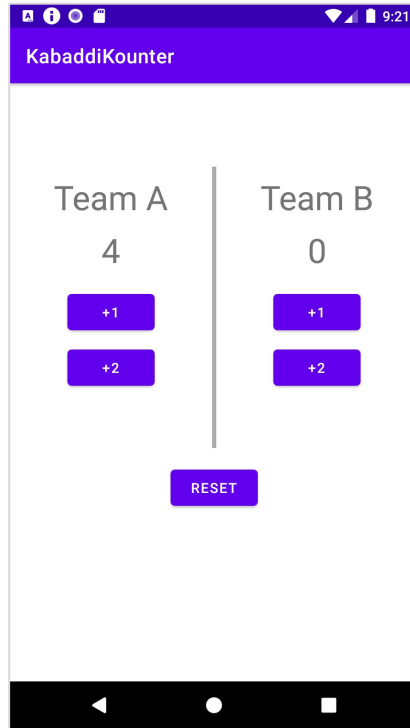 9:21
KabaddiKounter
Team A
Team B
4
0
+1
+1
+2
+2
RESET